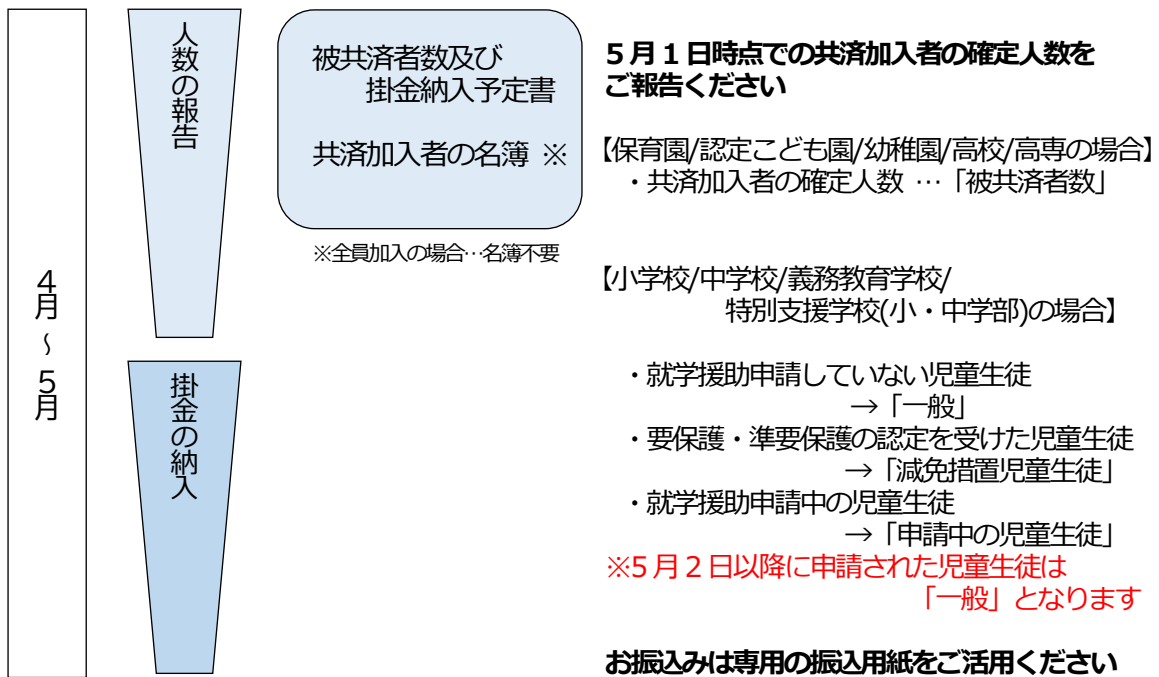 4月～5月
人数の報告
被共済者数及び
掛金納入予定書
共済加入者の名簿 ※
※全員加入の場合…名簿不要
5月1日時点での共済加入者の確定人数を
ご報告ください
【保育園/認定こども園/幼稚園/高校/高専の場合】
・共済加入者の確定人数 …「被共済者数」
【小学校/中学校/義務教育学校/
特別支援学校(小・中学部)の場合】
掛金の納入
・就学援助申請していない児童生徒
→「一般」
・要保護・準要保護の認定を受けた児童生徒
→「減免措置児童生徒」
・就学援助申請中の児童生徒
→「申請中の児童生徒」
※5月2日以降に申請された児童生徒は
「一般」となります
お振込みは専用の振込用紙をご活用ください